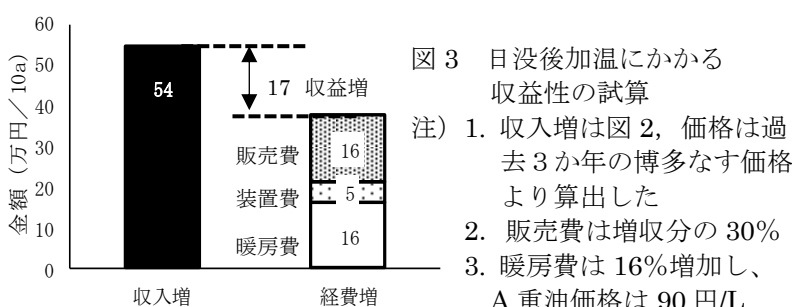 60
50
40
30
20
10
0
金額（万円／10a）
54
17 収益増
販売費
16
装置費
5
暖房費
16
収入増
経費増
図 3 日没後加温にかかる
収益性の試算
注）1. 収入増は図 2，価格は過
去３か年の博多なす価格
より算出した
2. 販売費は増収分の 30％
3. 暖房費は 16％増加し、
A 重油価格は 90 円/L